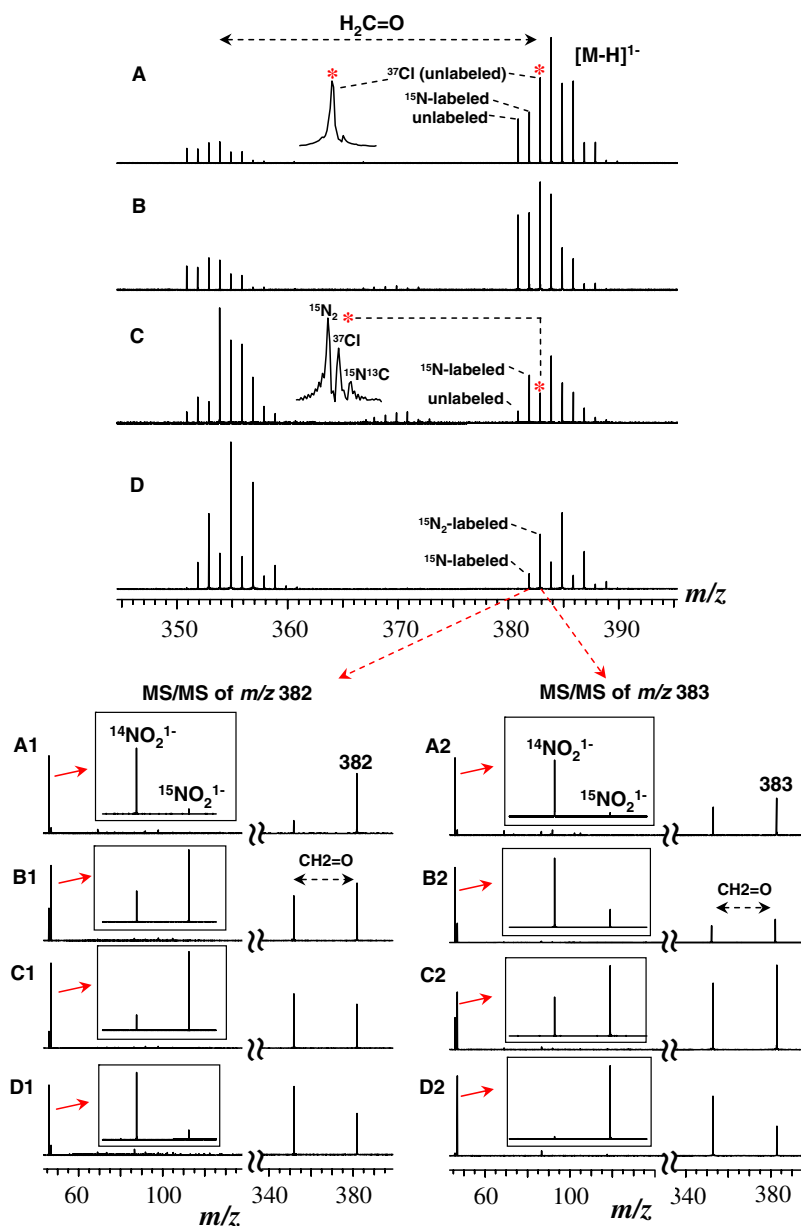 H₂C=O
A
*
³⁷Cl (unlabeled)
*
[M-H]¹⁻
¹⁵N-labeled
unlabeled
B
C
¹⁵N₂ *
³⁷Cl
¹⁵N¹³C
¹⁵N-labeled
*
unlabeled
D
¹⁵N₂-labeled
¹⁵N-labeled
350 360 370 380 390 m/z
MS/MS of m/z 382
MS/MS of m/z 383
A1
¹⁴NO₂¹⁻
¹⁵NO₂¹⁻
382
A2
¹⁴NO₂¹⁻
¹⁵NO₂¹⁻
383
B1
CH2=O
B2
CH2=O
C1
C2
D1
D2
60 100 340 380
m/z
60 100 340 380
m/z